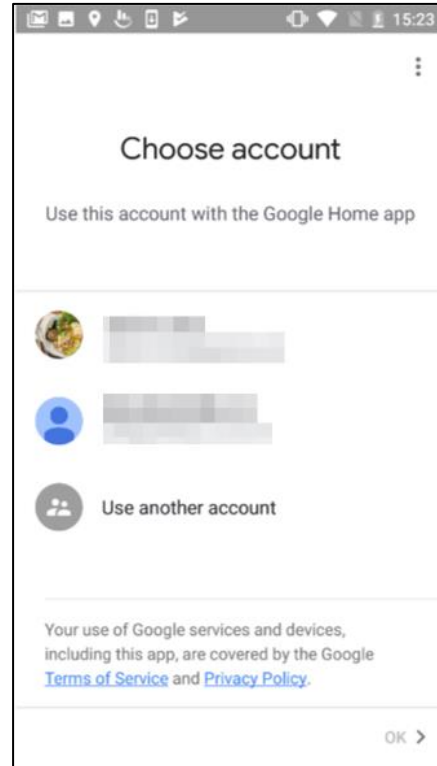 15:23
Choose account
Use this account with the Google Home app
Use another account
Your use of Google services and devices,
including this app, are covered by the Google
Terms of Service and Privacy Policy.
OK